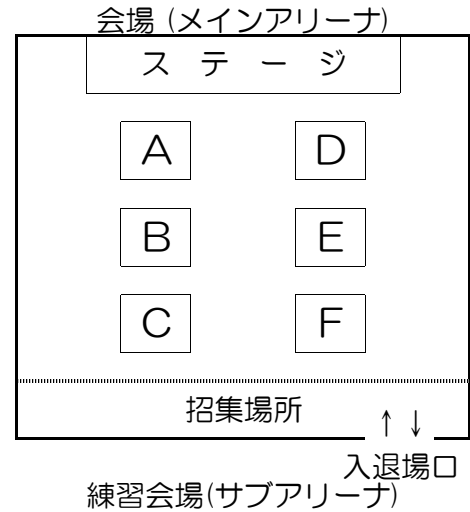 会場 (メインアリーナ)
ステージ
A D
B E
C F
招集場所 ↑↓
入退場口
練習会場(サブアリーナ)